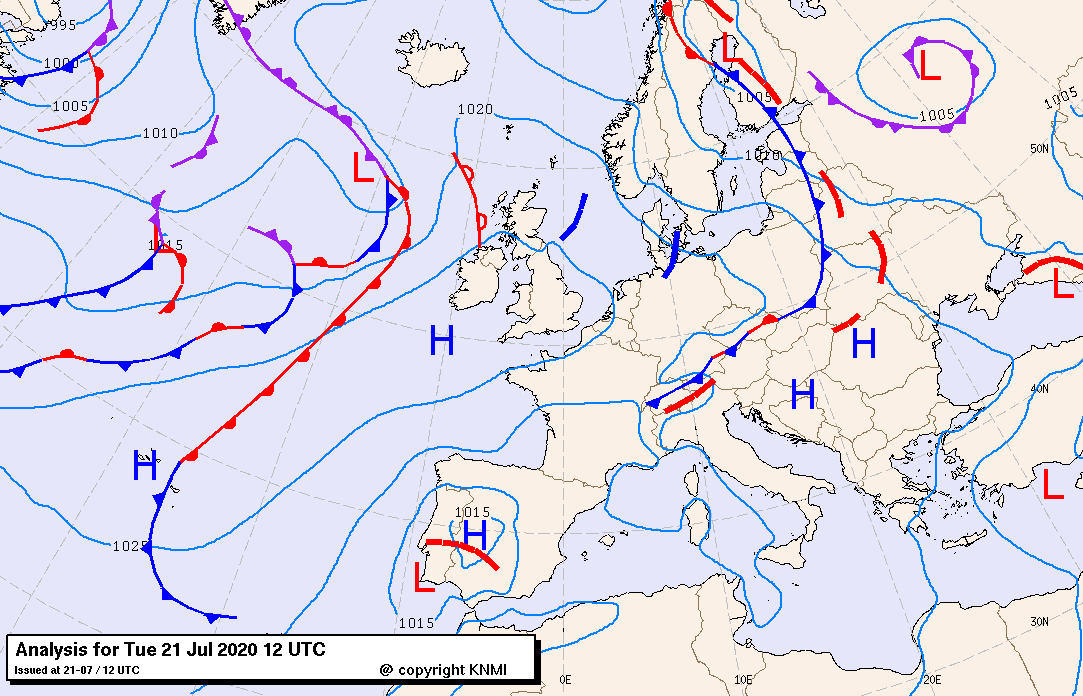 995
1000
1005
1010
1020
L
1005
L
1005
1005
1010
50N
L
L
1015
H
H
L
H
40N
H
1015
H
L
1025
L
1015
30N
Analysis for Tue 21 Jul 2020 12 UTC
Issued at 21-07 / 12 UTC
@ copyright KNMI
0E
10E
20E